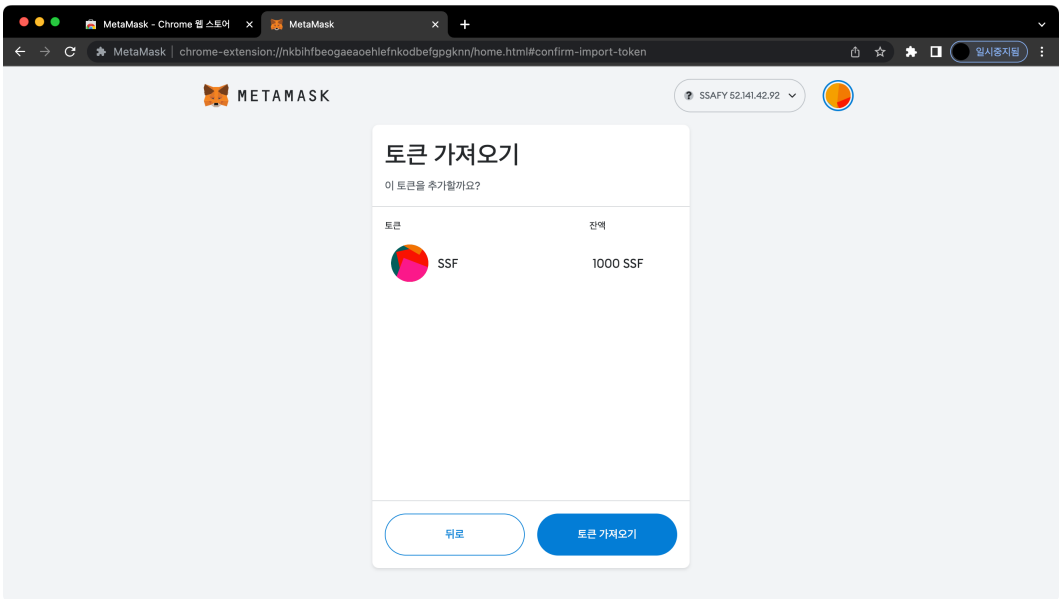 MetaMask - Chrome 웹 스토어
MetaMask
MetaMask | chrome-extension://nkbihfbeogaeaoehlefnkodbefgpgknn/home.html#confirm-import-token
일시중지됨
METAMASK
? SSAFY 52.141.42.92
토큰 가져오기
이 토큰을 추가할까요?
토큰 잔액
SSF 1000 SSF
뒤로 토큰 가져오기